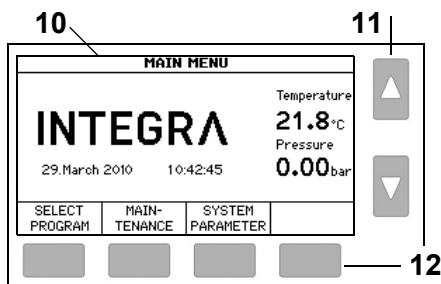 10
11
MAIN MENU
Temperature
INTEGRA
21.8°C
Pressure
29.March 2010 10:42:45
0.00bar
SELECT PROGRAM
MAIN-TENANCE
SYSTEM PARAMETER
12